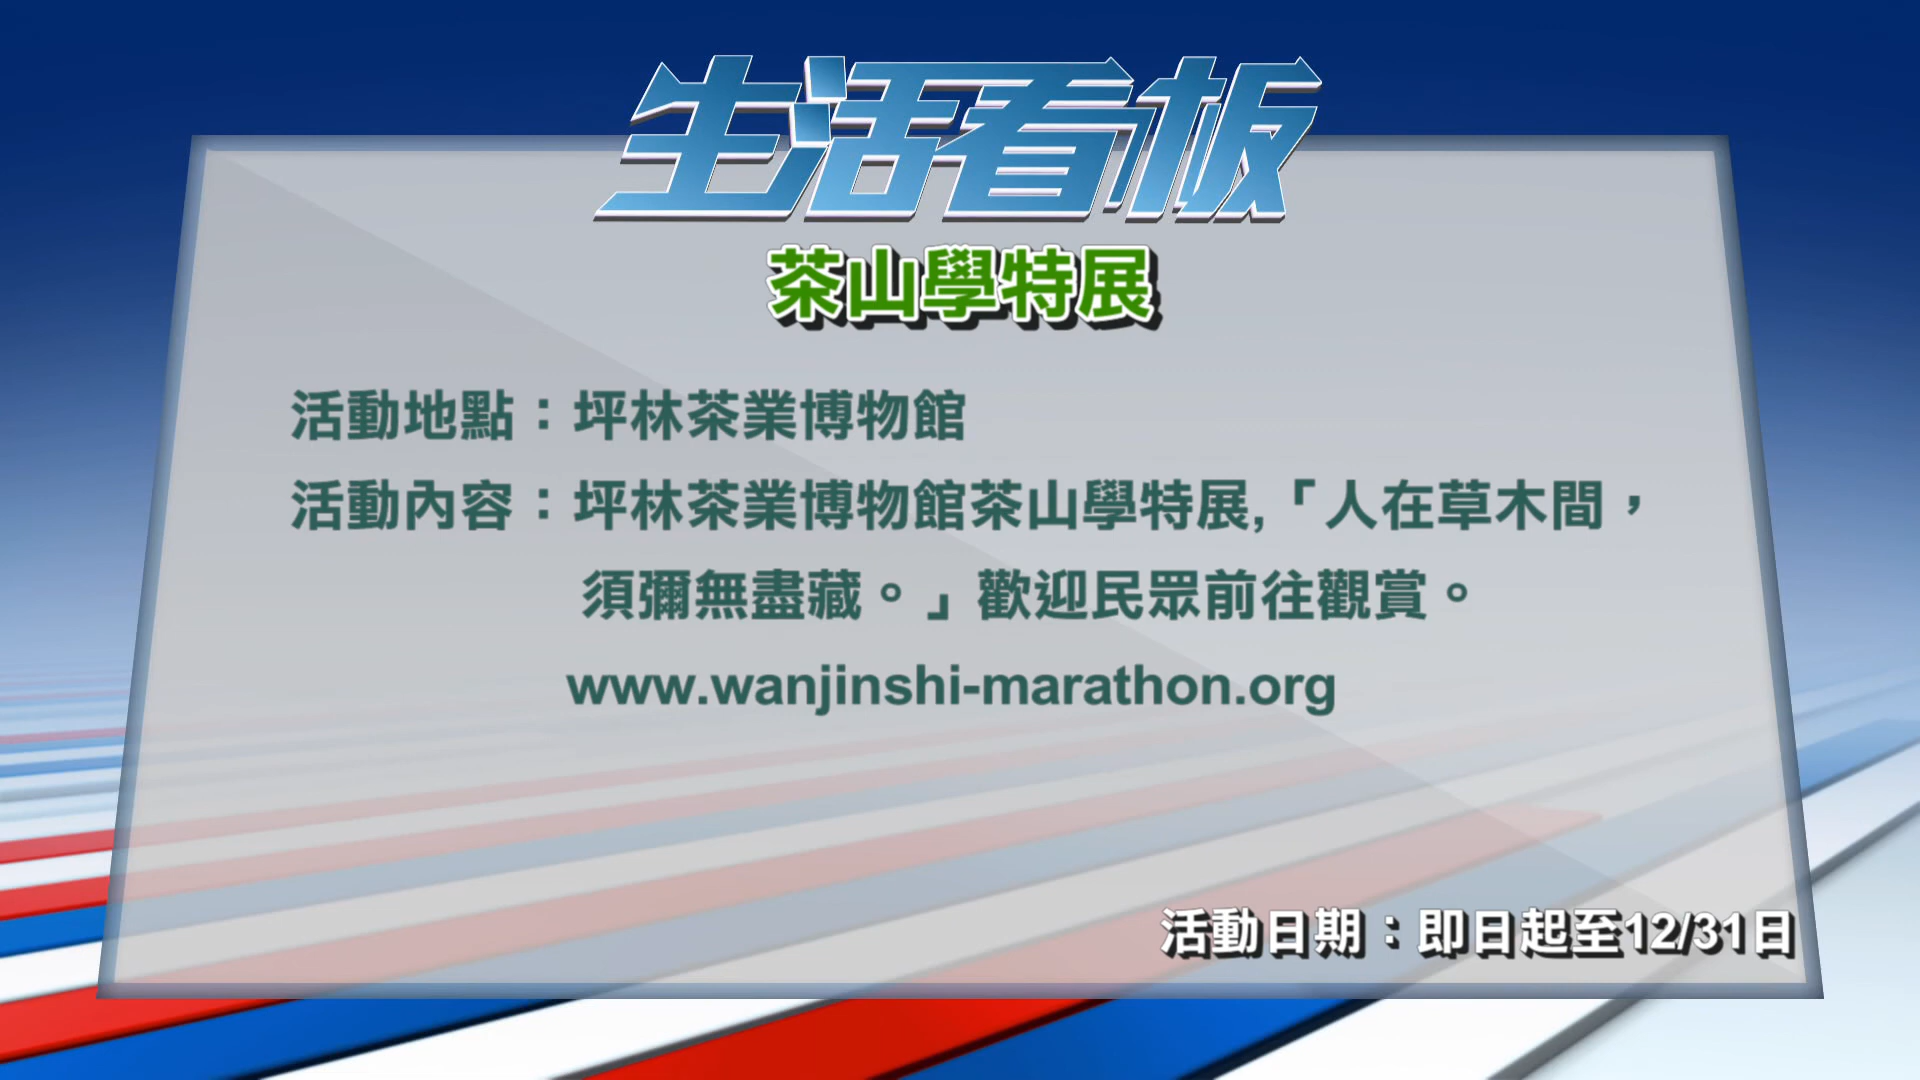 生活看板
茶山學特展
活動地點：坪林茶業博物館
活動內容：坪林茶業博物館茶山學特展,「人在草木間，
須彌無盡藏。」歡迎民眾前往觀賞。
www.wanjinshi-marathon.org
活動日期：即日起至12/31日